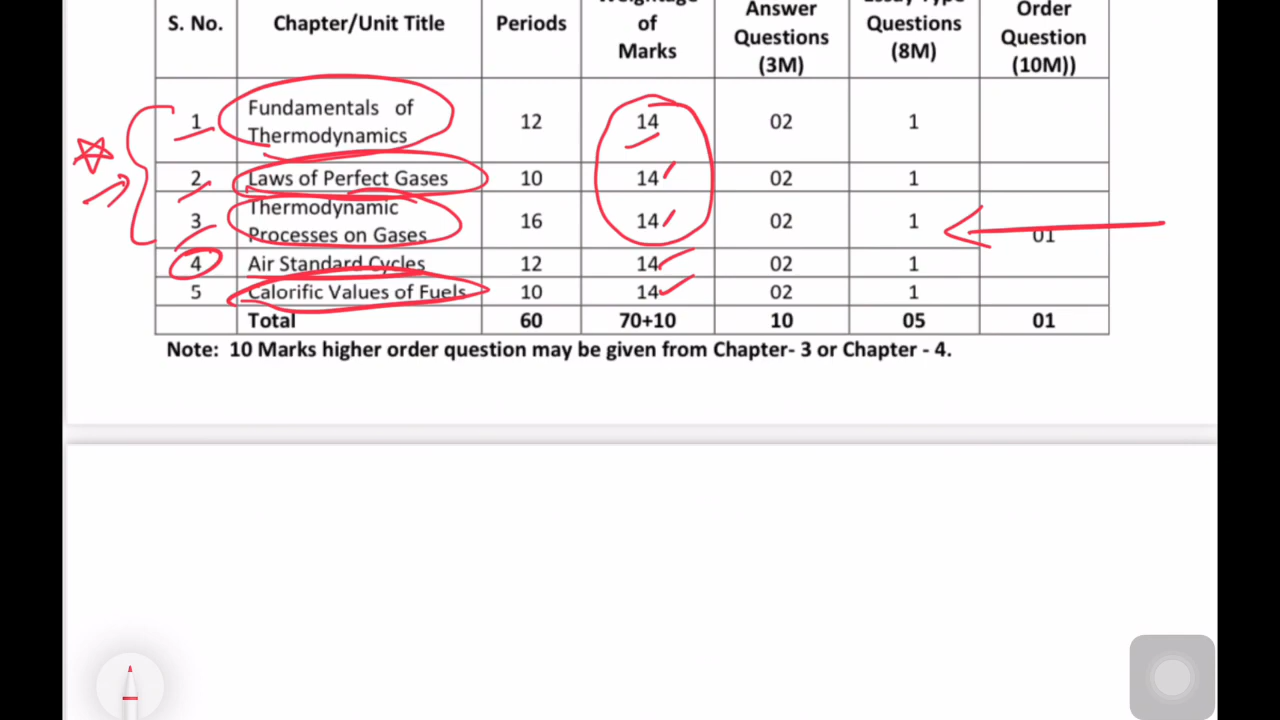 S. No. Chapter/Unit Title Periods of Marks Answer Questions (3M) Questions (8M) Order Question (10M))
1 Fundamentals of Thermodynamics 12 14 02 1
2 Laws of Perfect Gases 10 14 02 1
3 Thermodynamic Processes on Gases 16 14 02 1 01
4 Air Standard Cycles 12 14 02 1
5 Calorific Values of Fuels 10 14 02 1
Total 60 70+10 10 05 01
Note: 10 Marks higher order question may be given from Chapter- 3 or Chapter - 4.